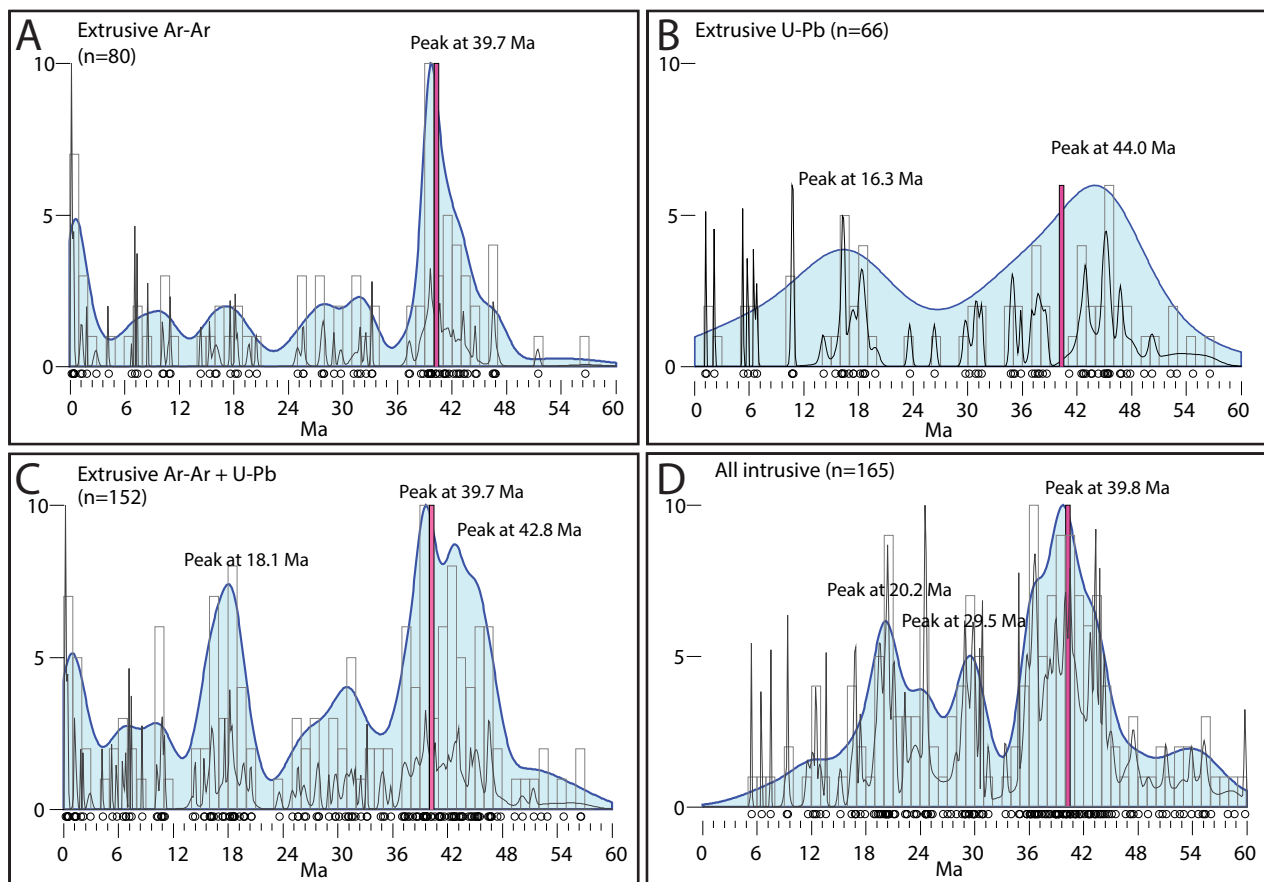 A
Extrusive Ar-Ar
(n=80)
Peak at 39.7 Ma
10
5
0
0 6 12 18 24 30 36 42 48 54 60
Ma
B
Extrusive U-Pb (n=66)
Peak at 44.0 Ma
Peak at 16.3 Ma
10
5
0
0 6 12 18 24 30 36 42 48 54 60
Ma
C
Extrusive Ar-Ar + U-Pb
(n=152)
Peak at 39.7 Ma
Peak at 42.8 Ma
Peak at 18.1 Ma
10
5
0
0 6 12 18 24 30 36 42 48 54 60
Ma
D
All intrusive (n=165)
Peak at 39.8 Ma
Peak at 20.2 Ma
Peak at 29.5 Ma
10
5
0
0 6 12 18 24 30 36 42 48 54 60
Ma